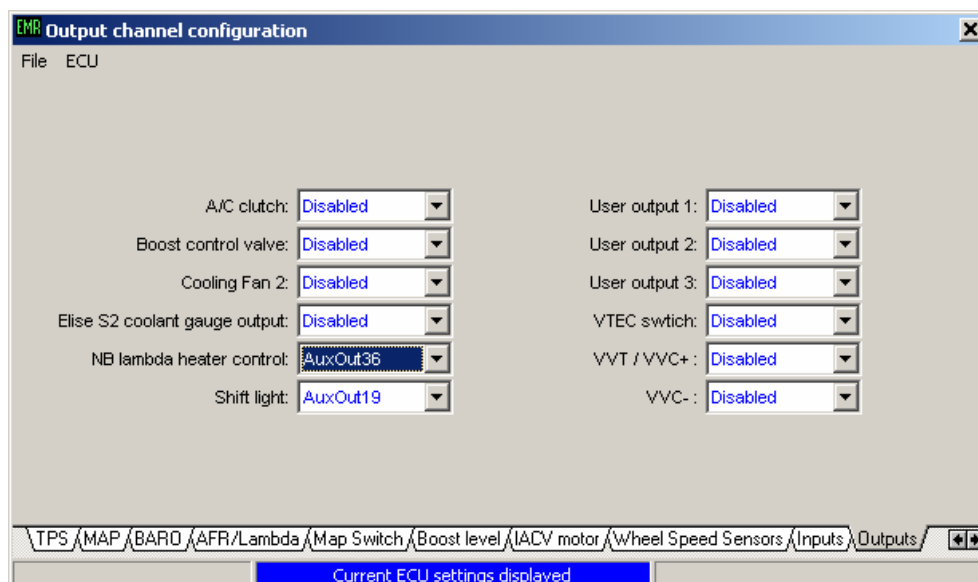 EMR Output channel configuration
File ECU
A/C clutch: Disabled
Boost control valve: Disabled
Cooling Fan 2: Disabled
Elise S2 coolant gauge output: Disabled
NB lambda heater control: AuxOut36
Shift light: AuxOut19
User output 1: Disabled
User output 2: Disabled
User output 3: Disabled
VTEC swtich: Disabled
VVT / VVC+ : Disabled
VVC- : Disabled
TPS MAP BARO AFR/Lambda Map Switch Boost level IACV motor Wheel Speed Sensors Inputs Outputs
Current ECU settings displayed